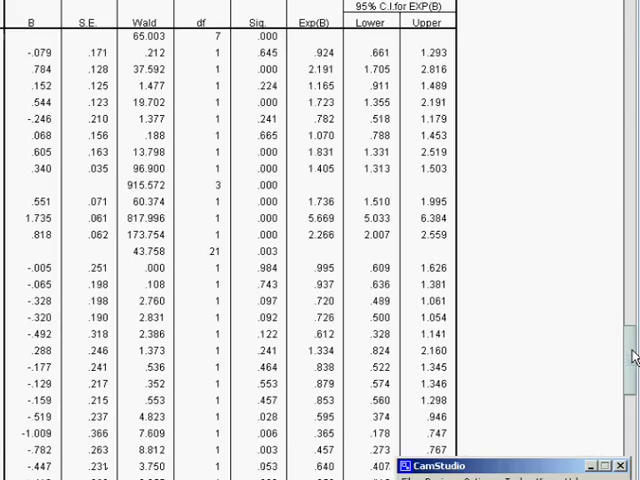 95% C.I.for EXP(B)
B S.E. Wald df Sig. Exp(B) Lower Upper
65.003 7 .000
-.079 .171 .212 1 .645 .924 .661 1.293
.784 .128 37.592 1 .000 2.191 1.705 2.816
.152 .125 1.477 1 .224 1.165 .911 1.489
.544 .123 19.702 1 .000 1.723 1.355 2.191
-.246 .210 1.377 1 .241 .782 .518 1.179
.068 .156 .188 1 .665 1.070 .788 1.453
.605 .163 13.798 1 .000 1.831 1.331 2.519
.340 .035 96.900 1 .000 1.405 1.313 1.503
915.572 3 .000
.551 .071 60.374 1 .000 1.736 1.510 1.995
1.735 .061 817.996 1 .000 5.669 5.033 6.384
.818 .062 173.754 1 .000 2.266 2.007 2.559
43.758 21 .003
-.005 .251 .000 1 .984 .995 .609 1.626
-.065 .198 .108 1 .743 .937 .636 1.381
-.328 .198 2.760 1 .097 .720 .489 1.061
-.320 .190 2.831 1 .092 .726 .500 1.054
-.492 .318 2.386 1 .122 .612 .328 1.141
.288 .246 1.373 1 .241 1.334 .824 2.160
-.177 .241 .536 1 .464 .838 .522 1.345
-.129 .217 .352 1 .553 .879 .574 1.346
-.159 .215 .553 1 .457 .853 .560 1.298
-.519 .237 4.823 1 .028 .595 .374 .946
-1.009 .366 7.609 1 .006 .365 .178 .747
-.782 .263 8.812 1 .003 .457 .273 .767
-.447 .231 3.750 1 .053 .640 .407
CamStudio